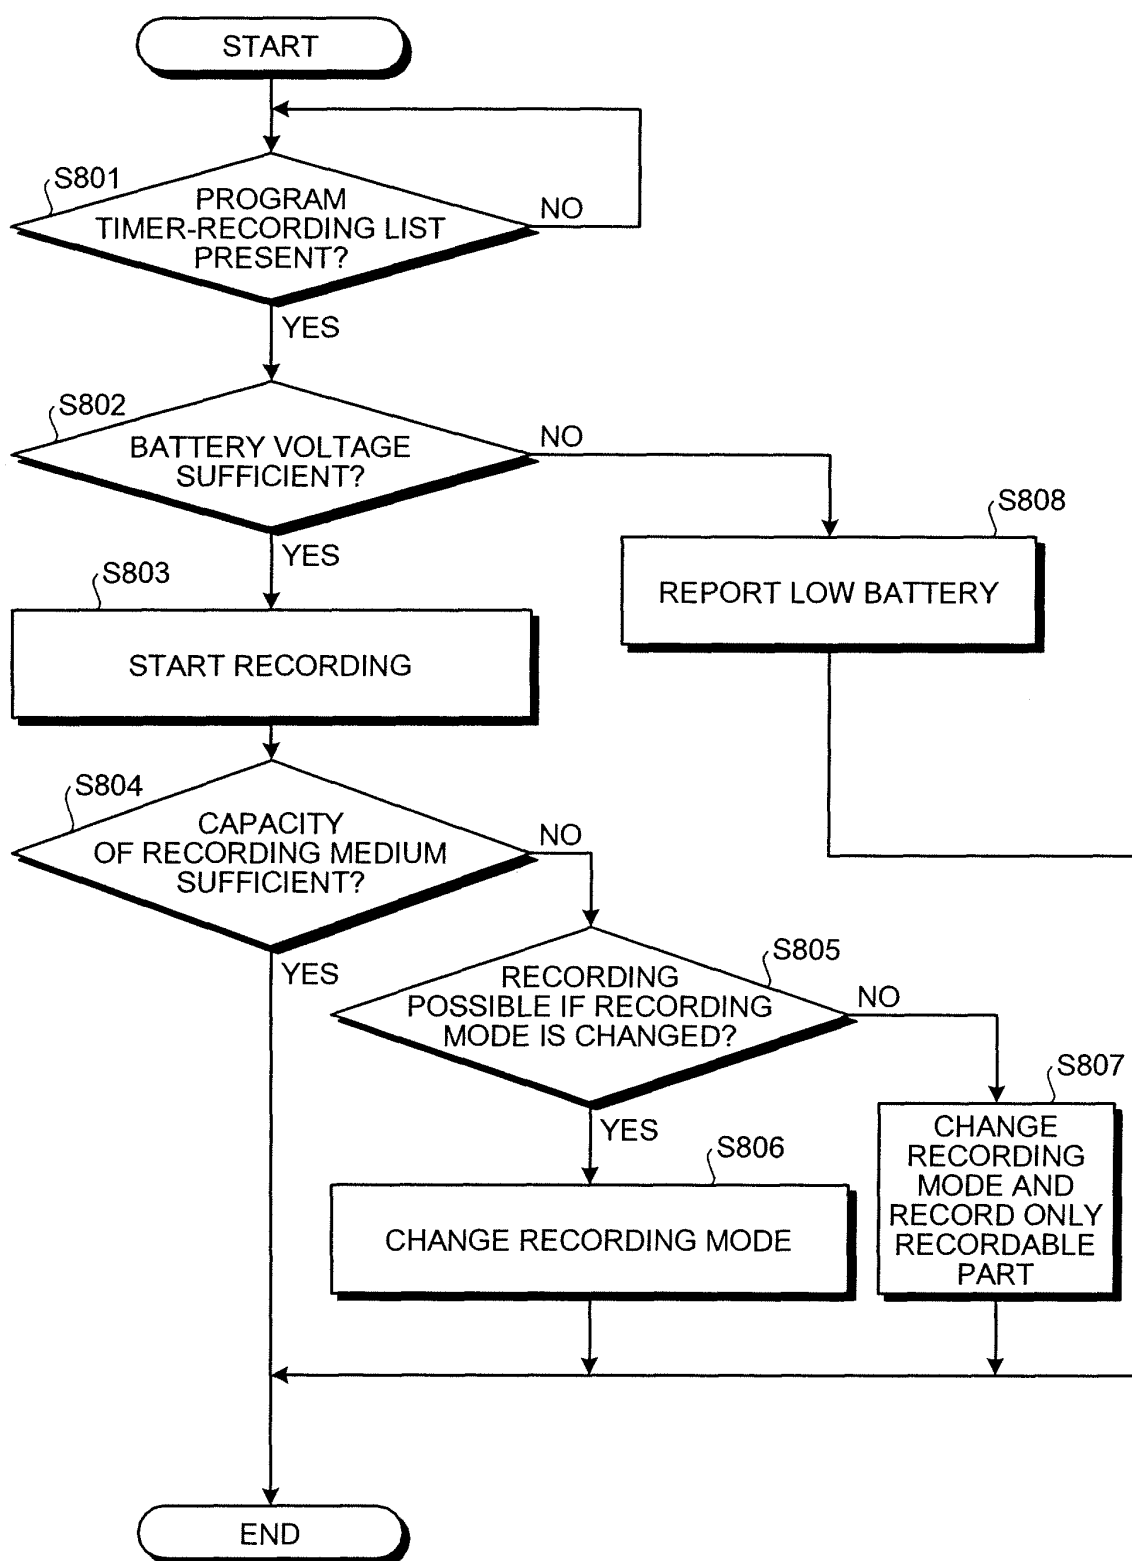 START
S801
PROGRAM
TIMER-RECORDING LIST
PRESENT?
NO
YES
S802
BATTERY VOLTAGE
SUFFICIENT?
NO
YES
S808
REPORT LOW BATTERY
S803
START RECORDING
S804
CAPACITY
OF RECORDING MEDIUM
SUFFICIENT?
NO
YES
S805
RECORDING
POSSIBLE IF RECORDING
MODE IS CHANGED?
NO
YES
S807
CHANGE
RECORDING
MODE AND
RECORD ONLY
RECORDABLE
PART
S806
CHANGE RECORDING MODE
END